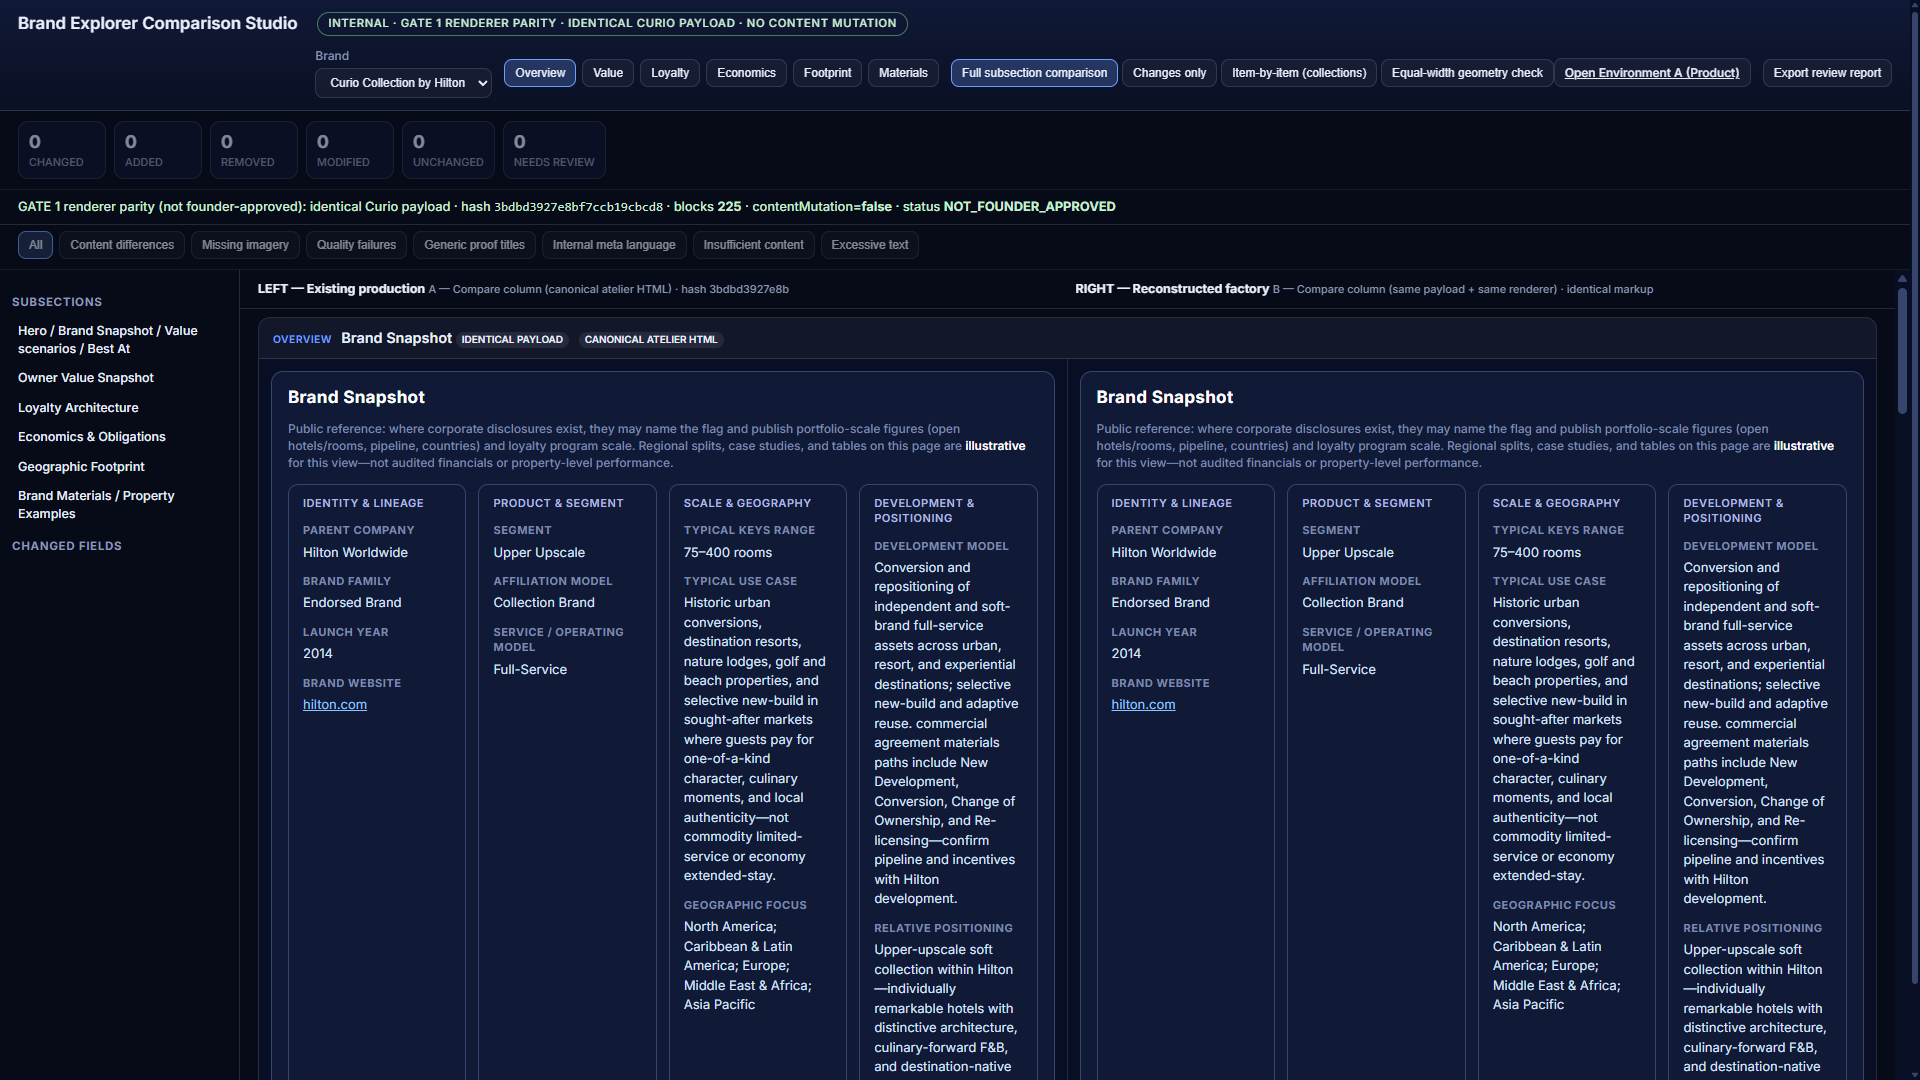 Brand Explorer Comparison Studio
INTERNAL · GATE 1 RENDERER PARITY · IDENTICAL CURIO PAYLOAD · NO CONTENT MUTATION
Brand
Curio Collection by Hilton
Overview
Value
Loyalty
Economics
Footprint
Materials
Full subsection comparison
Changes only
Item-by-item (collections)
Equal-width geometry check
Open Environment A (Product)
Export review report
0
CHANGED
0
ADDED
0
REMOVED
0
MODIFIED
0
UNCHANGED
0
NEEDS REVIEW
GATE 1 renderer parity (not founder-approved): identical Curio payload · hash 3bdbd3927e8bf7ccb19cbcd8 · blocks 225 · contentMutation=false · status NOT_FOUNDER_APPROVED
All
Content differences
Missing imagery
Quality failures
Generic proof titles
Internal meta language
Insufficient content
Excessive text
SUBSECTIONS
Hero / Brand Snapshot / Value
scenarios / Best At
Owner Value Snapshot
Loyalty Architecture
Economics & Obligations
Geographic Footprint
Brand Materials / Property
Examples
CHANGED FIELDS
LEFT — Existing production A — Compare column (canonical atelier HTML) · hash 3bdbd3927e8b
RIGHT — Reconstructed factory B — Compare column (same payload + same renderer) · identical markup
OVERVIEW Brand Snapshot IDENTICAL PAYLOAD CANONICAL ATELIER HTML
Brand Snapshot
Public reference: where corporate disclosures exist, they may name the flag and publish portfolio-scale figures (open
hotels/rooms, pipeline, countries) and loyalty program scale. Regional splits, case studies, and tables on this page are illustrative
for this view—not audited financials or property-level performance.
IDENTITY & LINEAGE
PARENT COMPANY
Hilton Worldwide
BRAND FAMILY
Endorsed Brand
LAUNCH YEAR
2014
BRAND WEBSITE
hilton.com
PRODUCT & SEGMENT
SEGMENT
Upper Upscale
AFFILIATION MODEL
Collection Brand
SERVICE / OPERATING
MODEL
Full-Service
SCALE & GEOGRAPHY
TYPICAL KEYS RANGE
75–400 rooms
TYPICAL USE CASE
Historic urban
conversions,
destination resorts,
nature lodges, golf and
beach properties, and
selective new-build in
sought-after markets
where guests pay for
one-of-a-kind
character, culinary
moments, and local
authenticity—not
commodity limited-
service or economy
extended-stay.
GEOGRAPHIC FOCUS
North America;
Caribbean & Latin
America; Europe;
Middle East & Africa;
Asia Pacific
DEVELOPMENT &
POSITIONING
DEVELOPMENT MODEL
Conversion and
repositioning of
independent and soft-
brand full-service
assets across urban,
resort, and experiential
destinations; selective
new-build and adaptive
reuse. commercial
agreement materials
paths include New
Development,
Conversion, Change of
Ownership, and Re-
licensing—confirm
pipeline and incentives
with Hilton
development.
RELATIVE POSITIONING
Upper-upscale soft
collection within Hilton
—individually
remarkable hotels with
distinctive architecture,
culinary-forward F&B,
and destination-native
Brand Snapshot
Public reference: where corporate disclosures exist, they may name the flag and publish portfolio-scale figures (open
hotels/rooms, pipeline, countries) and loyalty program scale. Regional splits, case studies, and tables on this page are illustrative
for this view—not audited financials or property-level performance.
IDENTITY & LINEAGE
PARENT COMPANY
Hilton Worldwide
BRAND FAMILY
Endorsed Brand
LAUNCH YEAR
2014
BRAND WEBSITE
hilton.com
PRODUCT & SEGMENT
SEGMENT
Upper Upscale
AFFILIATION MODEL
Collection Brand
SERVICE / OPERATING
MODEL
Full-Service
SCALE & GEOGRAPHY
TYPICAL KEYS RANGE
75–400 rooms
TYPICAL USE CASE
Historic urban
conversions,
destination resorts,
nature lodges, golf and
beach properties, and
selective new-build in
sought-after markets
where guests pay for
one-of-a-kind
character, culinary
moments, and local
authenticity—not
commodity limited-
service or economy
extended-stay.
GEOGRAPHIC FOCUS
North America;
Caribbean & Latin
America; Europe;
Middle East & Africa;
Asia Pacific
DEVELOPMENT &
POSITIONING
DEVELOPMENT MODEL
Conversion and
repositioning of
independent and soft-
brand full-service
assets across urban,
resort, and experiential
destinations; selective
new-build and adaptive
reuse. commercial
agreement materials
paths include New
Development,
Conversion, Change of
Ownership, and Re-
licensing—confirm
pipeline and incentives
with Hilton
development.
RELATIVE POSITIONING
Upper-upscale soft
collection within Hilton
—individually
remarkable hotels with
distinctive architecture,
culinary-forward F&B,
and destination-native